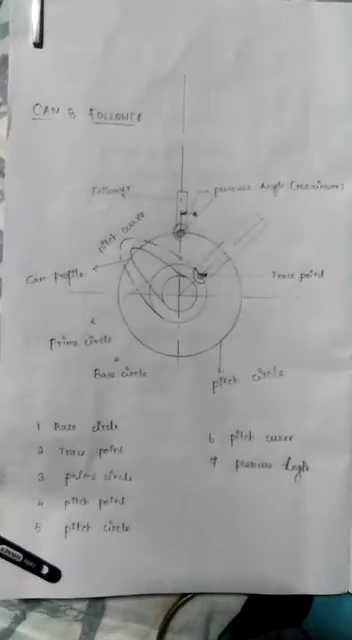 CAM & FOLLOWER
Follower
pressure Angle (maximum)
pitch curve
Cam profile
Trace point
Prime circle
Base circle
pitch circle
1 Base circle
2 Trace point
3 prime circle
4 pitch point
5 pitch circle
6 pitch curve
7 pressure Angle